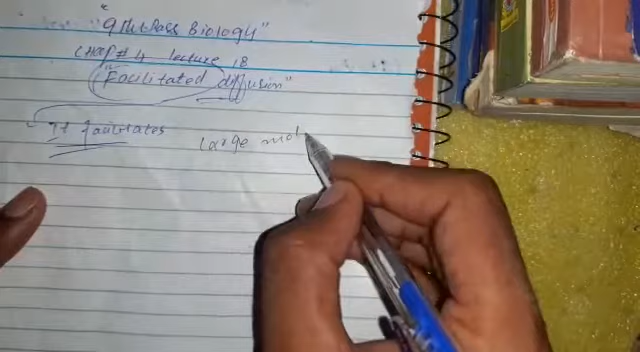 "9th class Biology"
chap # 4 lecture 18
"Facilitated diffusion"
It facilitates large mol